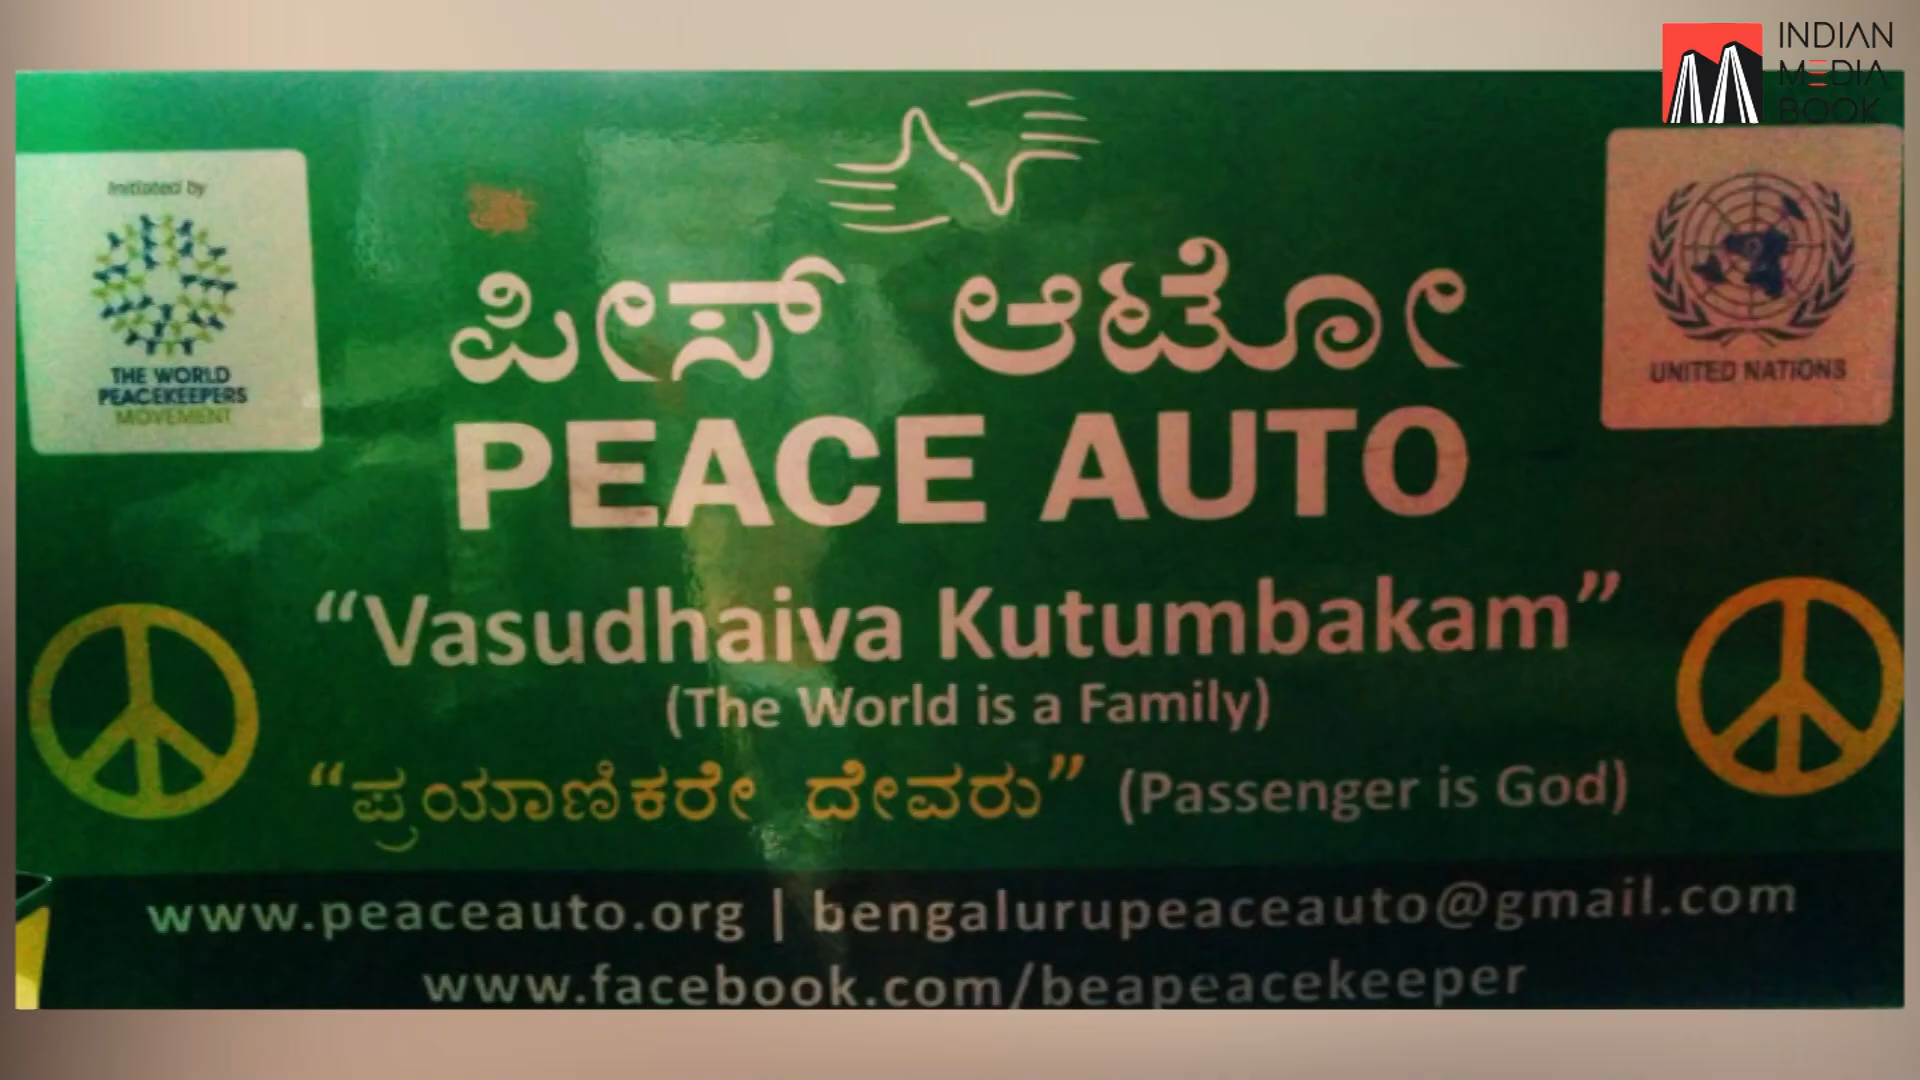 INDIAN
MEDIA
BOOK
Initiated by
THE WORLD
PEACEKEEPERS
MOVEMENT
UNITED NATIONS
ಪೀಸ್ ಆಟೋ
PEACE AUTO
“Vasudhaiva Kutumbakam”
(The World is a Family)
“ಪ್ರಯಾಣಿಕರೇ ದೇವರು” (Passenger is God)
www.peaceauto.org | bengalurupeaceauto@gmail.com
www.facebook.com/beapeacekeeper